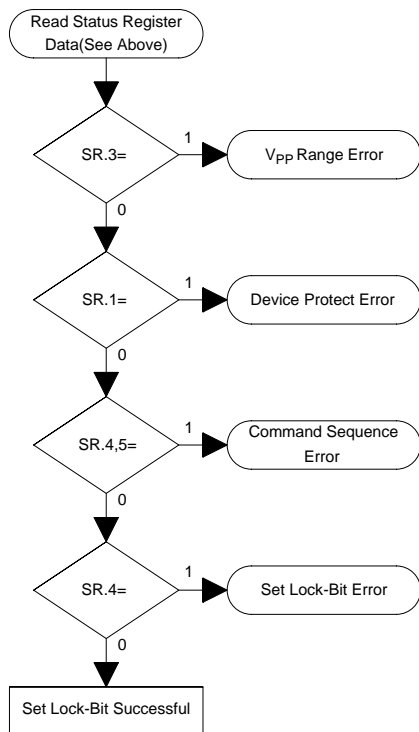 Read Status Register
Data(See Above)
SR.3=
1
VPP Range Error
0
SR.1=
1
Device Protect Error
0
SR.4,5=
1
Command Sequence
Error
0
SR.4=
1
Set Lock-Bit Error
0
Set Lock-Bit Successful